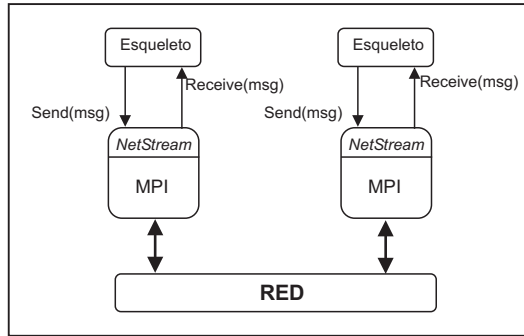 Esqueleto
Esqueleto
Receive(msg)
Receive(msg)
Send(msg)
Send(msg)
NetStream
NetStream
MPI
MPI
RED